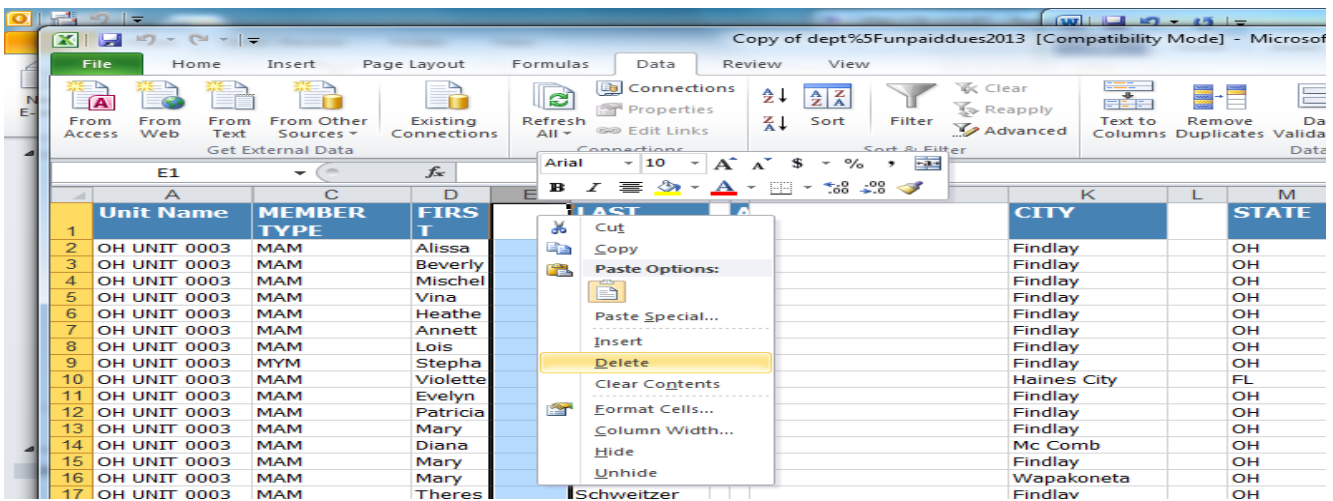 Copy of dept%5Funpaiddues2013 [Compatibility Mode] - Microsof
File Home Insert Page Layout Formulas Data Review View
From Access
From Web
From Text
From Other Sources
Existing Connections
Get External Data
Refresh All
Connections
Properties
Edit Links
Connections
Sort
Filter
Clear
Reapply
Advanced
Sort & Filter
Text to Columns
Remove Duplicates
Da
Valida
Data
Arial 10 A A $ % ,
B I A .00
E1 fx
A C D E K L M
1 Unit Name MEMBER TYPE FIRST LAST A CITY STATE
2 OH UNIT 0003 MAM Alissa Findlay OH
3 OH UNIT 0003 MAM Beverly Findlay OH
4 OH UNIT 0003 MAM Mischel Findlay OH
5 OH UNIT 0003 MAM Vina Findlay OH
6 OH UNIT 0003 MAM Heathe Findlay OH
7 OH UNIT 0003 MAM Annett Findlay OH
8 OH UNIT 0003 MAM Lois Findlay OH
9 OH UNIT 0003 MYM Stepha Findlay OH
10 OH UNIT 0003 MAM Violette Haines City FL
11 OH UNIT 0003 MAM Evelyn Findlay OH
12 OH UNIT 0003 MAM Patricia Findlay OH
13 OH UNIT 0003 MAM Mary Findlay OH
14 OH UNIT 0003 MAM Diana Mc Comb OH
15 OH UNIT 0003 MAM Mary Findlay OH
16 OH UNIT 0003 MAM Mary Wapakoneta OH
17 OH UNIT 0003 MAM Theres Schweitzer Findlay OH
Cut
Copy
Paste Options:
Paste Special...
Insert
Delete
Clear Contents
Format Cells...
Column Width...
Hide
Unhide